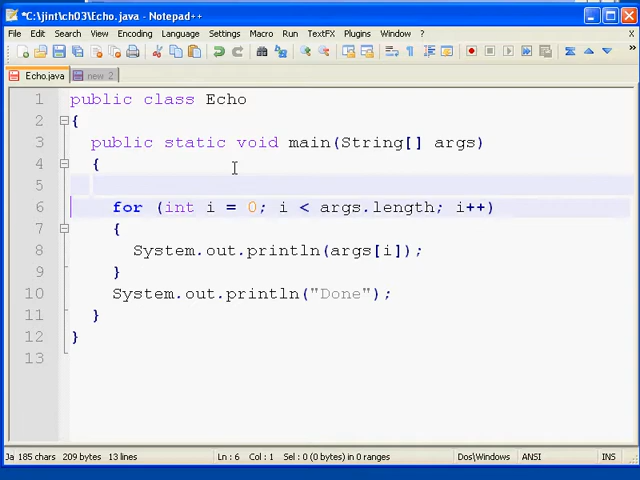 *C:\jint\ch03\Echo.java - Notepad++
File Edit Search View Encoding Language Settings Macro Run TextFX Plugins Window ? X
Echo.java new 2
1 public class Echo
2 {
3 public static void main(String[] args)
4 {
5
6 for (int i = 0; i < args.length; i++)
7 {
8 System.out.println(args[i]);
9 }
10 System.out.println("Done");
11 }
12 }
13
Ja 185 chars 209 bytes 13 lines Ln : 6 Col : 1 Sel : 0 (0 bytes) in 0 ranges Dos\Windows ANSI INS